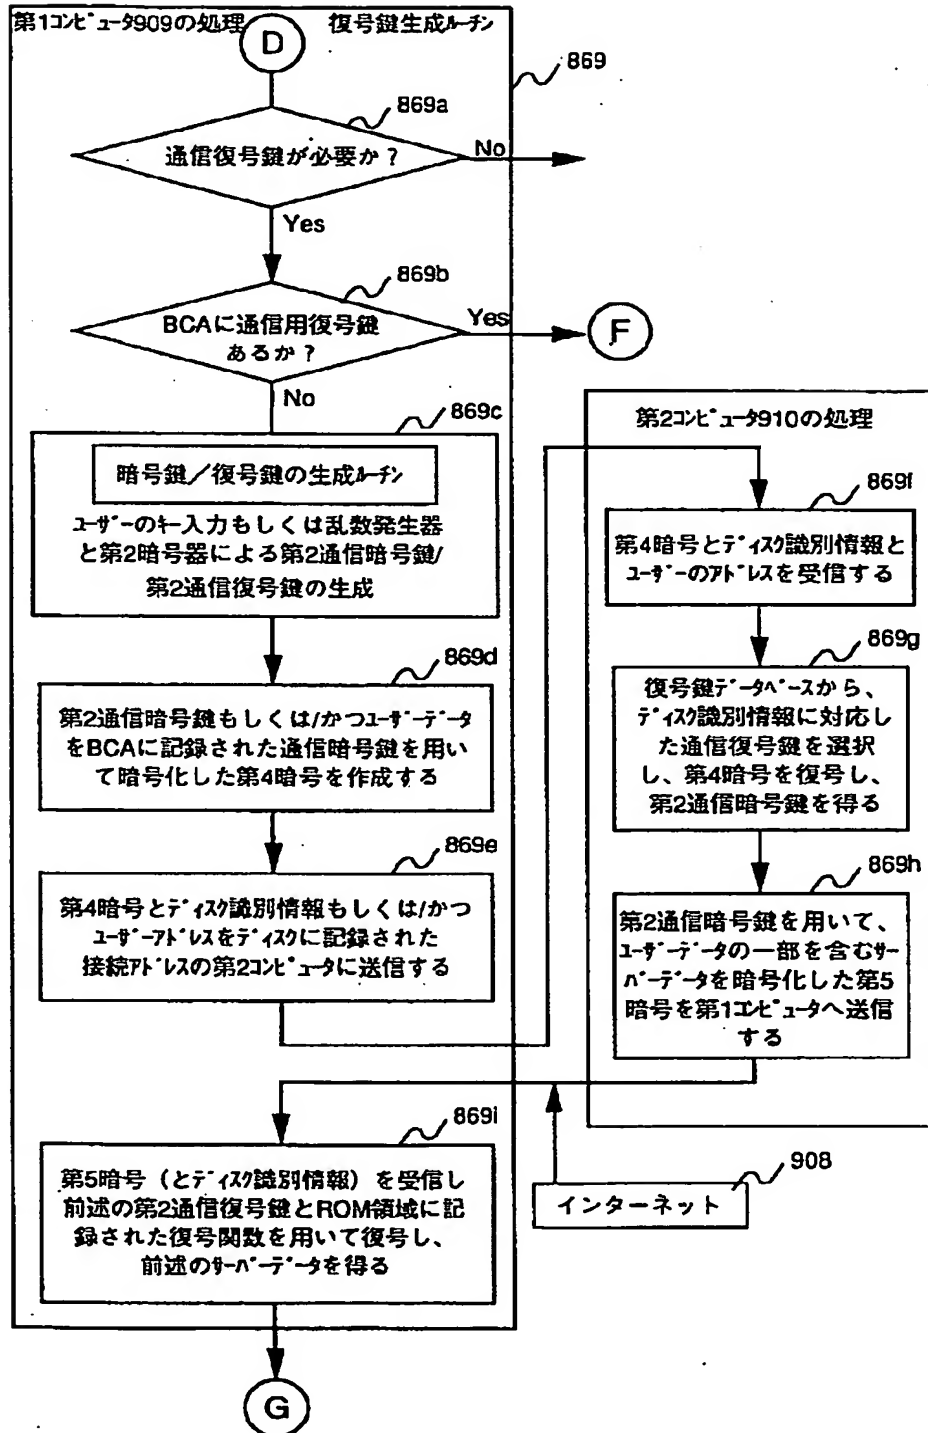 第1ｺﾝﾋﾟｭｰﾀ909の処理
復号鍵生成ﾙｰﾁﾝ
D
869
869a
通信復号鍵が必要か？
No
Yes
869b
BCAに通信用復号鍵
あるか？
Yes
F
No
869c
暗号鍵／復号鍵の生成ﾙｰﾁﾝ
ﾕｰｻﾞｰのｷｰ入力もしくは乱数発生器
と第2暗号器による第2通信暗号鍵/
第2通信復号鍵の生成
869d
第2通信暗号鍵もしくは/かつﾕｰｻﾞｰﾃﾞｰﾀ
をBCAに記録された通信暗号鍵を用い
て暗号化した第4暗号を作成する
869e
第4暗号とﾃﾞｨｽｸ識別情報もしくは/かつ
ﾕｰｻﾞｰｱﾄﾞﾚｽをﾃﾞｨｽｸに記録された
接続ｱﾄﾞﾚｽの第2ｺﾝﾋﾟｭｰﾀに送信する
第2ｺﾝﾋﾟｭｰﾀ910の処理
869f
第4暗号とﾃﾞｨｽｸ識別情報と
ﾕｰｻﾞｰのｱﾄﾞﾚｽを受信する
869g
復号鍵ﾃﾞｰﾀﾍﾞｰｽから、
ﾃﾞｨｽｸ識別情報に対応し
た通信復号鍵を選択
し、第4暗号を復号し、
第2通信暗号鍵を得る
869h
第2通信暗号鍵を用いて、
ﾕｰｻﾞｰﾃﾞｰﾀの一部を含むｻｰ
ﾊﾞｰﾃﾞｰﾀを暗号化した第5
暗号を第1ｺﾝﾋﾟｭｰﾀへ送信
する
869i
第5暗号（とﾃﾞｨｽｸ識別情報）を受信し
前述の第2通信復号鍵とROM領域に記
録された復号関数を用いて復号し、
前述のｻｰﾊﾞｰﾃﾞｰﾀを得る
908
インターネット
G